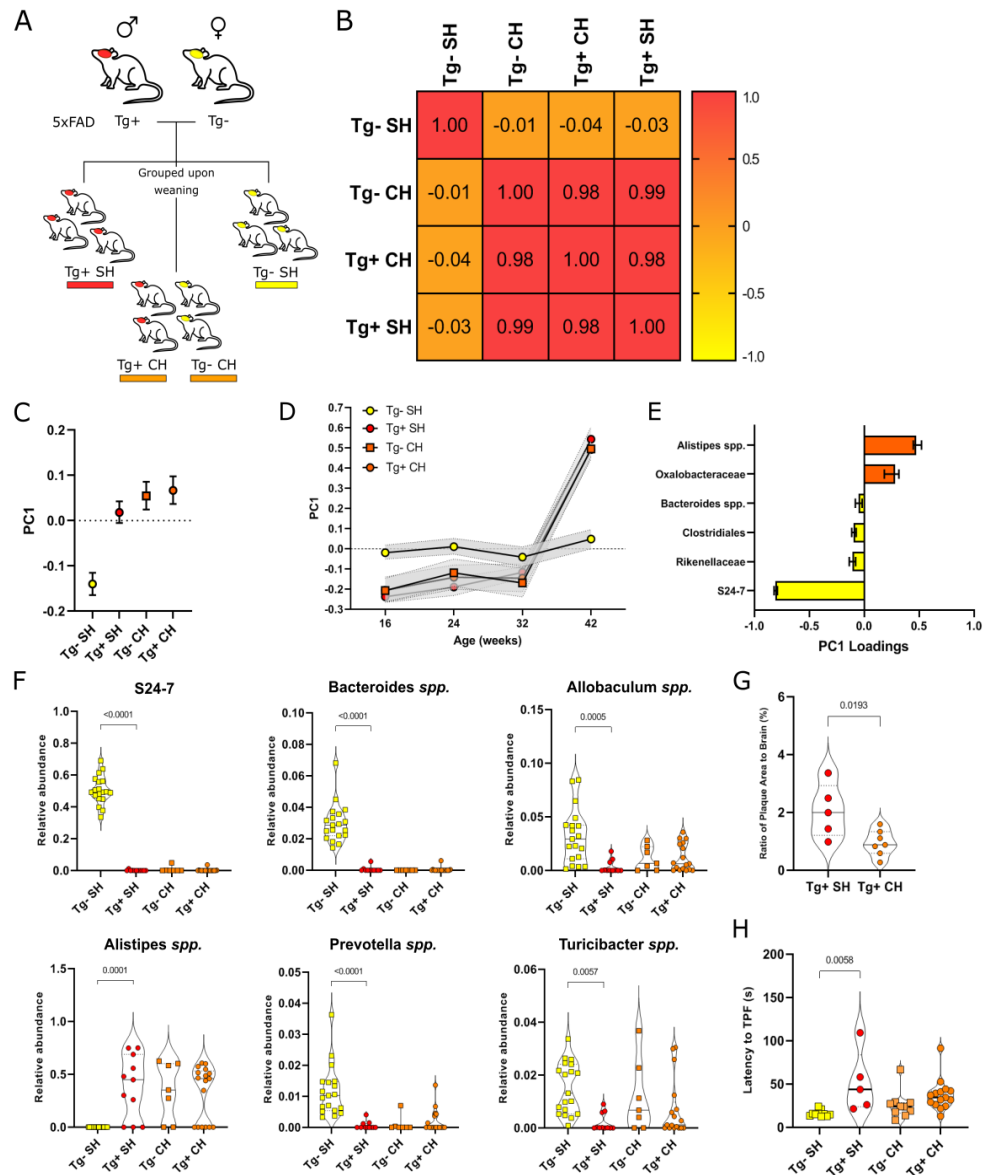 A
♂ ♀
5xFAD Tg+ Tg-
Grouped upon
weaning
Tg+ SH
Tg- SH
Tg+ CH Tg- CH
B
Tg- SH Tg- CH Tg+ CH Tg+ SH
Tg- SH 1.00 -0.01 -0.04 -0.03
Tg- CH -0.01 1.00 0.98 0.99
Tg+ CH -0.04 0.98 1.00 0.98
Tg+ SH -0.03 0.99 0.98 1.00
1.0
0.5
0
-0.5
-1.0
C
PC1
0.2
0.1
0.0
-0.1
-0.2
Tg- SH Tg+ SH Tg- CH Tg+ CH
D
Tg- SH
Tg+ SH
Tg- CH
Tg+ CH
PC1
0.7
0.6
0.5
0.4
0.3
0.2
0.1
0.0
-0.1
-0.2
-0.3
16 24 32 42
Age (weeks)
E
Alistipes spp.
Oxalobacteraceae
Bacteroides spp.
Clostridiales
Rikenellaceae
S24-7
-1.0 -0.5 0.0 0.5 1.0
PC1 Loadings
F
S24-7
<0.0001
Relative abundance
1.0
0.8
0.6
0.4
0.2
0.0
Tg- SH Tg+ SH Tg- CH Tg+ CH
Bacteroides spp.
<0.0001
Relative abundance
0.10
0.08
0.06
0.04
0.02
0.00
Tg- SH Tg+ SH Tg- CH Tg+ CH
Allobaculum spp.
0.0005
Relative abundance
0.15
0.10
0.05
0.00
Tg- SH Tg+ SH Tg- CH Tg+ CH
G
0.0193
Ratio of Plaque Area to Brain (%)
6
4
2
0
Tg+ SH Tg+ CH
Alistipes spp.
0.0001
Relative abundance
1.5
1.0
0.5
0.0
Tg- SH Tg+ SH Tg- CH Tg+ CH
Prevotella spp.
<0.0001
Relative abundance
0.05
0.04
0.03
0.02
0.01
0.00
Tg- SH Tg+ SH Tg- CH Tg+ CH
Turicibacter spp.
0.0057
Relative abundance
0.06
0.04
0.02
0.00
Tg- SH Tg+ SH Tg- CH Tg+ CH
H
0.0058
Latency to TPF (s)
200
150
100
50
0
Tg- SH Tg+ SH Tg- CH Tg+ CH